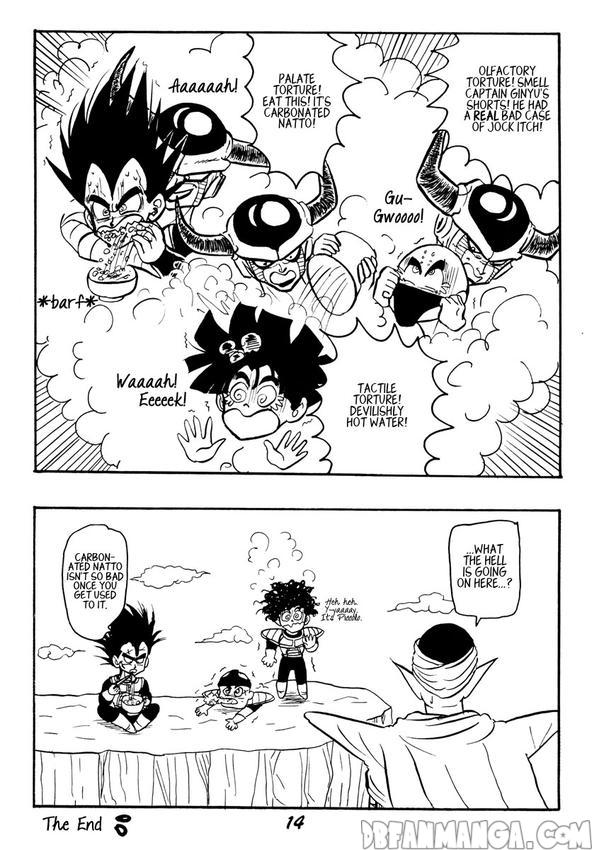 OLFACTORY
TORTURE! SMELL
CAPTAIN GINYU'S
SHORTS! HE HAD
A REAL BAD CASE
OF JOCK ITCH!
PALATE
TORTURE!
EAT THIS! IT'S
CARBONATED
NATTO!
Aaaaaah!
Gu-
Gwoooo!
*barf*
Waaaah!
Eeeeek!
TACTILE
TORTURE!
DEVILISHLY
HOT WATER!
...WHAT
THE HELL
IS GOING
ON HERE...?
Heh heh.
Y-yaaaay,
It'd Piccolo.
CARBON-
ATED NATTO
ISN'T SO BAD
ONCE YOU
GET USED
TO IT.
The End
14
DBFANMANGA.COM